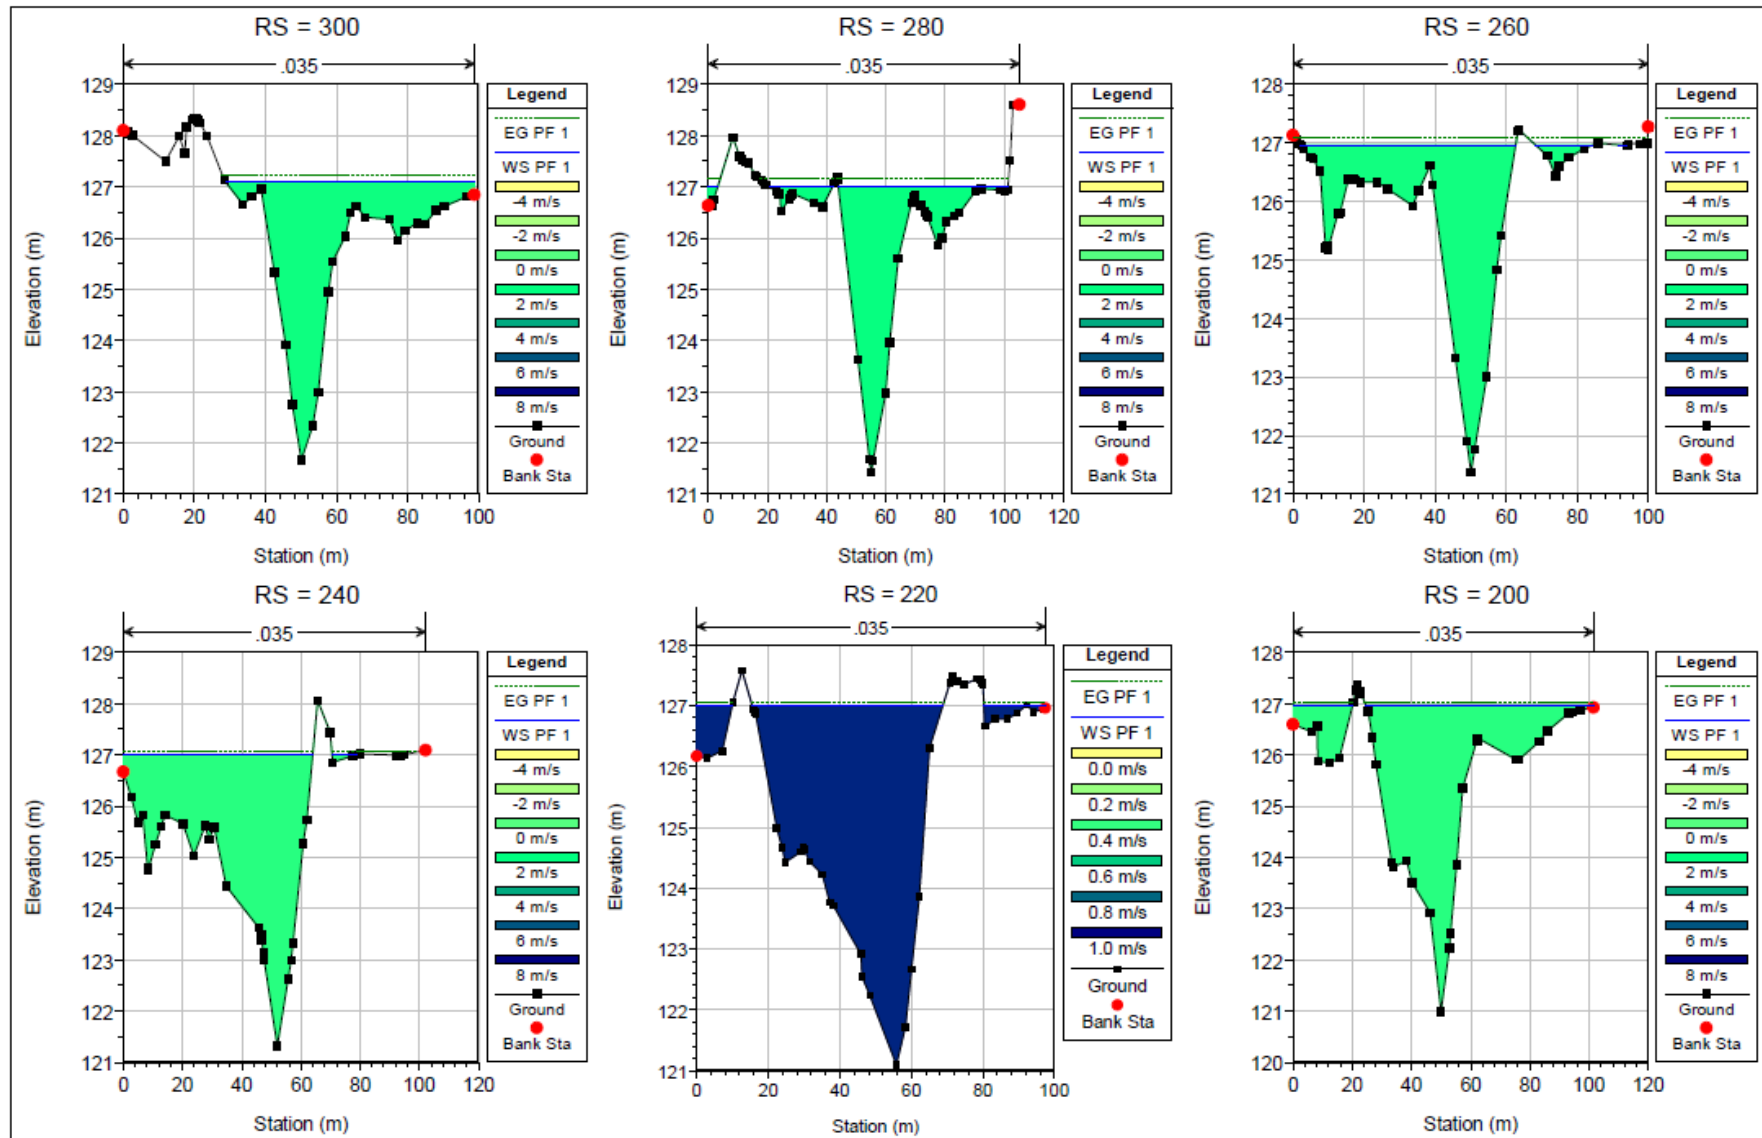 RS = 300
.035
129
128
127
126
125
124
123
122
121
0
20
40
60
80
100
Elevation (m)
Station (m)
Legend
EG PF 1
WS PF 1
-4 m/s
-2 m/s
0 m/s
2 m/s
4 m/s
6 m/s
8 m/s
Ground
Bank Sta
RS = 280
.035
129
128
127
126
125
124
123
122
121
0
20
40
60
80
100
120
Elevation (m)
Station (m)
Legend
EG PF 1
WS PF 1
-4 m/s
-2 m/s
0 m/s
2 m/s
4 m/s
6 m/s
8 m/s
Ground
Bank Sta
RS = 260
.035
128
127
126
125
124
123
122
121
0
20
40
60
80
100
Elevation (m)
Station (m)
Legend
EG PF 1
WS PF 1
-4 m/s
-2 m/s
0 m/s
2 m/s
4 m/s
6 m/s
8 m/s
Ground
Bank Sta
RS = 240
.035
129
128
127
126
125
124
123
122
121
0
20
40
60
80
100
120
Elevation (m)
Station (m)
Legend
EG PF 1
WS PF 1
-4 m/s
-2 m/s
0 m/s
2 m/s
4 m/s
6 m/s
8 m/s
Ground
Bank Sta
RS = 220
.035
128
127
126
125
124
123
122
121
0
20
40
60
80
100
Elevation (m)
Station (m)
Legend
EG PF 1
WS PF 1
0.0 m/s
0.2 m/s
0.4 m/s
0.6 m/s
0.8 m/s
1.0 m/s
Ground
Bank Sta
RS = 200
.035
128
127
126
125
124
123
122
121
120
0
20
40
60
80
100
120
Elevation (m)
Station (m)
Legend
EG PF 1
WS PF 1
-4 m/s
-2 m/s
0 m/s
2 m/s
4 m/s
6 m/s
8 m/s
Ground
Bank Sta